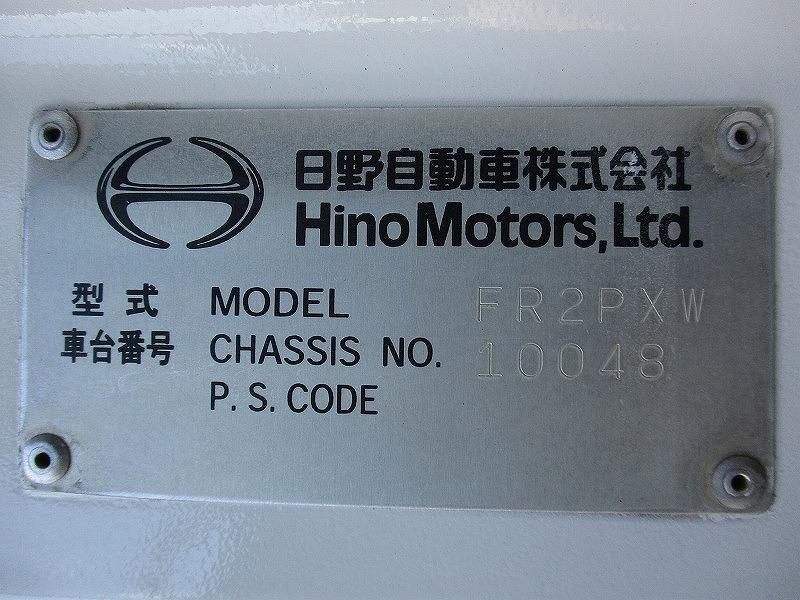 日野自動車株式会社
Hino Motors, Ltd.
型式 MODEL FR2PXW
車台番号 CHASSIS NO. 10048
P. S. CODE